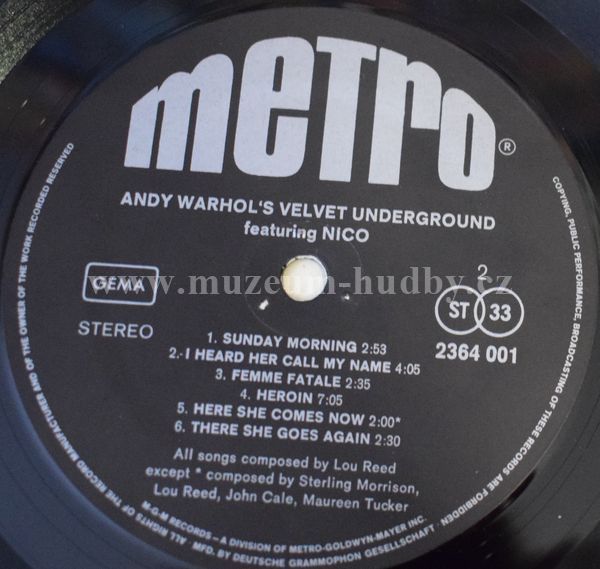 METRO®
ANDY WARHOL'S VELVET UNDERGROUND
featuring NICO
www.muzeum-hudby.cz
GEMA
STEREO
2
ST 33
2364 001
1. SUNDAY MORNING 2:53
2. I HEARD HER CALL MY NAME 4:05
3. FEMME FATALE 2:35
4. HEROIN 7:05
5. HERE SHE COMES NOW 2:00*
6. THERE SHE GOES AGAIN 2:30
All songs composed by Lou Reed
except * composed by Sterling Morrison,
Lou Reed, John Cale, Maureen Tucker
M-G-M RECORDS – A DIVISION OF METRO-GOLDWYN-MAYER INC.
ALL RIGHTS OF THE RECORD MANUFACTURER AND OF THE OWNER OF THE WORK RECORDED RESERVED
COPYING, PUBLIC PERFORMANCE, BROADCASTING OF THESE RECORDS ARE FORBIDDEN · MFD. BY DEUTSCHE GRAMMOPHON GESELLSCHAFT ·